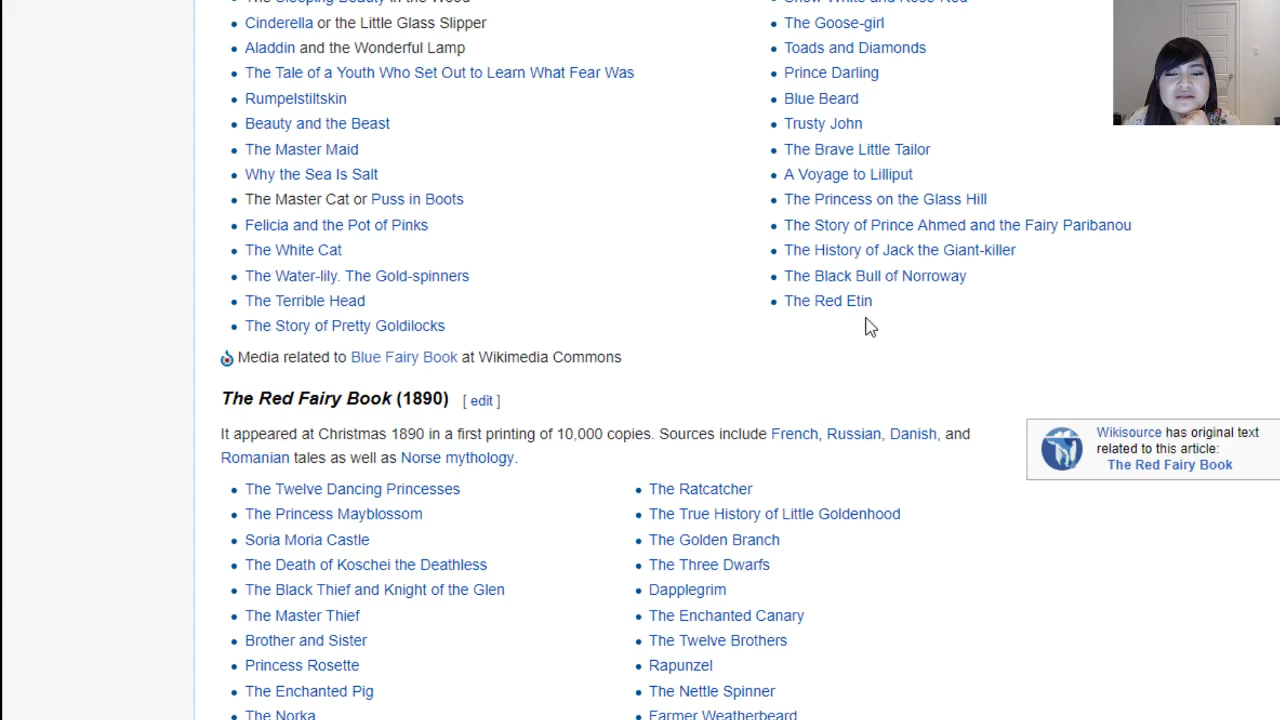 The Sleeping Beauty in the Wood
Cinderella or the Little Glass Slipper
Aladdin and the Wonderful Lamp
The Tale of a Youth Who Set Out to Learn What Fear Was
Rumpelstiltskin
Beauty and the Beast
The Master Maid
Why the Sea Is Salt
The Master Cat or Puss in Boots
Felicia and the Pot of Pinks
The White Cat
The Water-lily. The Gold-spinners
The Terrible Head
The Story of Pretty Goldilocks
Snow-White and Rose-Red
The Goose-girl
Toads and Diamonds
Prince Darling
Blue Beard
Trusty John
The Brave Little Tailor
A Voyage to Lilliput
The Princess on the Glass Hill
The Story of Prince Ahmed and the Fairy Paribanou
The History of Jack the Giant-killer
The Black Bull of Norroway
The Red Etin
Media related to Blue Fairy Book at Wikimedia Commons
The Red Fairy Book (1890) [ edit ]
It appeared at Christmas 1890 in a first printing of 10,000 copies. Sources include French, Russian, Danish, and
Romanian tales as well as Norse mythology.
Wikisource has original text
related to this article:
The Red Fairy Book
The Twelve Dancing Princesses
The Princess Mayblossom
Soria Moria Castle
The Death of Koschei the Deathless
The Black Thief and Knight of the Glen
The Master Thief
Brother and Sister
Princess Rosette
The Enchanted Pig
The Norka
The Ratcatcher
The True History of Little Goldenhood
The Golden Branch
The Three Dwarfs
Dapplegrim
The Enchanted Canary
The Twelve Brothers
Rapunzel
The Nettle Spinner
Farmer Weatherbeard